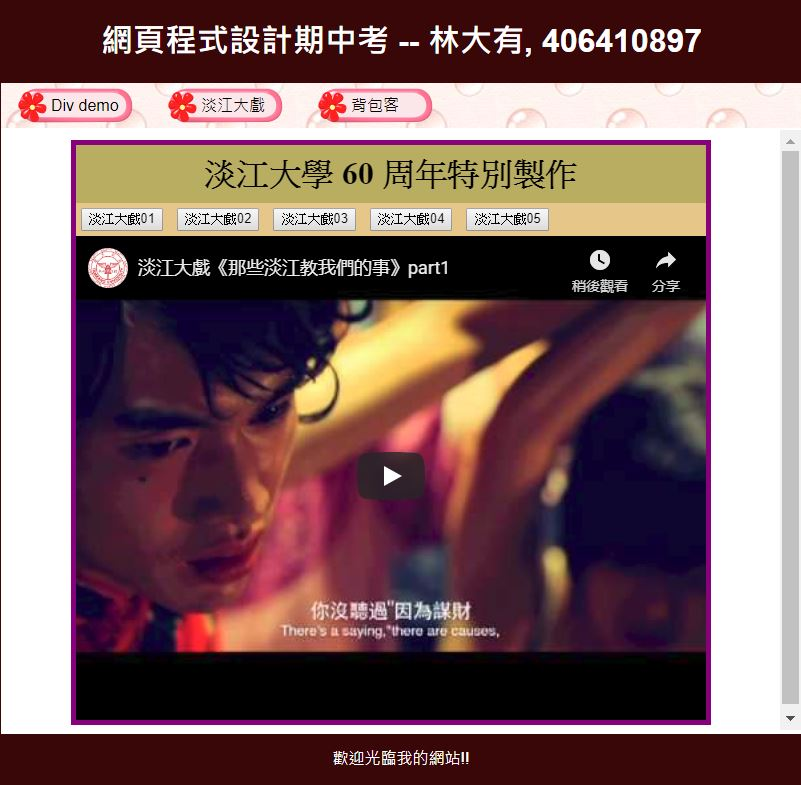 網頁程式設計期中考 -- 林大有, 406410897
Div demo 淡江大戲 背包客
淡江大學 60 周年特別製作
淡江大戲01 淡江大戲02 淡江大戲03 淡江大戲04 淡江大戲05
淡江大戲《那些淡江教我們的事》part1
稍後觀看 分享
你沒聽過"因為謀財
There's a saying,"there are causes,
歡迎光臨我的網站!!